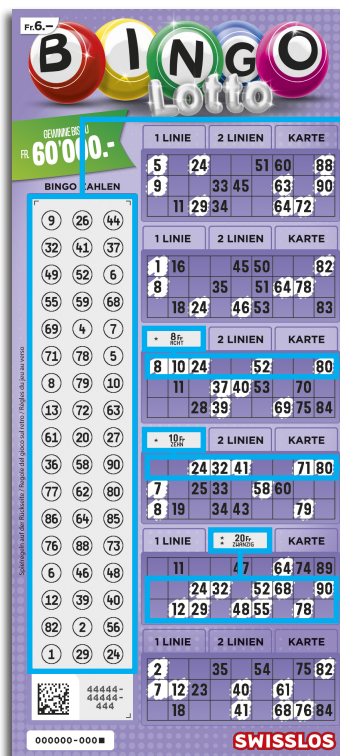 Fr.6.–
BINGO
Lotto
GEWINNE BIS ZU
FR 60'000.-
BINGO ZAHLEN
9 26 44
32 41 37
49 52 6
55 59 68
69 4 7
71 78 5
8 79 10
13 72 63
61 20 27
36 58 90
77 62 80
86 64 85
76 88 73
6 46 48
12 39 40
82 2 56
1 29 24
Spielregeln auf der Rückseite / Regole del gioco sul retro / Règles du jeu au verso
44444-
44444-
444
000000-000■
1 LINIE 2 LINIEN KARTE
5 24 51 60 88
9 33 45 63 90
11 29 34 64 72
1 LINIE 2 LINIEN KARTE
1 16 45 50 82
8 35 51 64 78
18 24 46 53 83
* 8Fr ACHT 2 LINIEN KARTE
8 10 24 52 80
11 37 40 53 70
28 39 69 75 84
* 10Fr ZEHN 2 LINIEN KARTE
24 32 41 71 80
7 25 33 58 60
8 19 34 43 79
1 LINIE * 20Fr ZWANZIG KARTE
11 47 64 74 89
24 32 52 68 90
12 29 48 55 78
1 LINIE 2 LINIEN KARTE
2 35 54 75 82
7 12 23 40 61
18 41 68 76 84
SWISSLOS